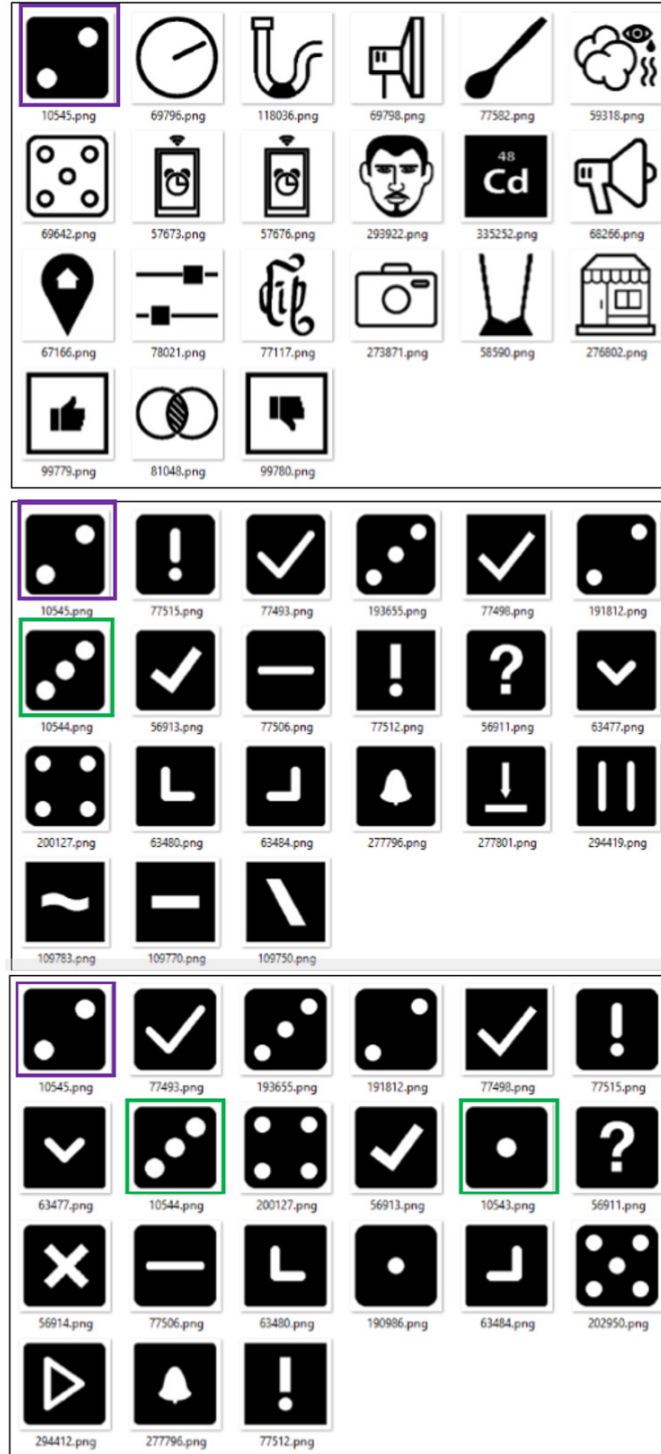 10545.png 69796.png 118036.png 69798.png 77582.png 59318.png
48
Cd
69642.png 57673.png 57676.png 293922.png 335252.png 68266.png
dip
67166.png 78021.png 77117.png 273871.png 58590.png 276802.png
99779.png 81048.png 99780.png
!
10545.png 77515.png 77493.png 193655.png 77498.png 191812.png
! ?
10544.png 56913.png 77506.png 77512.png 56911.png 63477.png
200127.png 63480.png 63484.png 277796.png 277801.png 294419.png
109783.png 109770.png 109750.png
!
10545.png 77493.png 193655.png 191812.png 77498.png 77515.png
?
63477.png 10544.png 200127.png 56913.png 10543.png 56911.png
56914.png 77506.png 63480.png 190986.png 63484.png 202950.png
!
294412.png 277796.png 77512.png